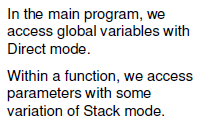 In the main program, we
access global variables with
Direct mode.
Within a function, we access
parameters with some
variation of Stack mode.